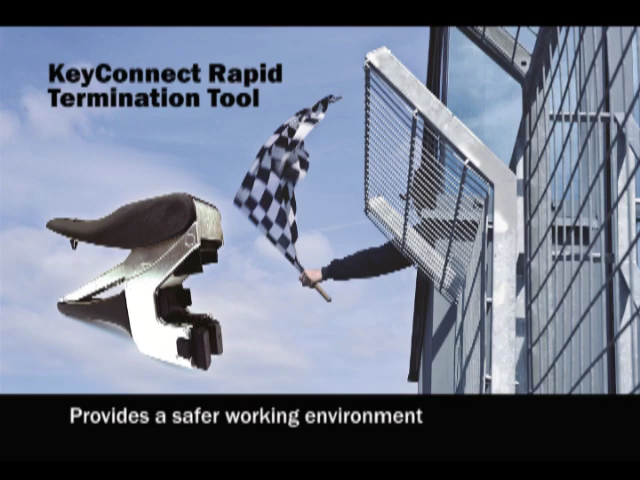 KeyConnect Rapid
Termination Tool
Provides a safer working environment